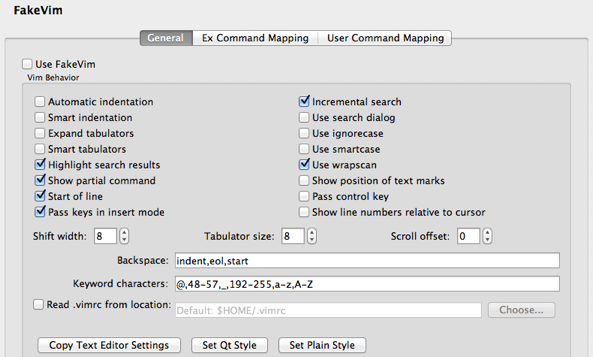 FakeVim
General Ex Command Mapping User Command Mapping
Use FakeVim
Vim Behavior
Automatic indentation Incremental search
Smart indentation Use search dialog
Expand tabulators Use ignorecase
Smart tabulators Use smartcase
Highlight search results Use wrapscan
Show partial command Show position of text marks
Start of line Pass control key
Pass keys in insert mode Show line numbers relative to cursor
Shift width: 8 Tabulator size: 8 Scroll offset: 0
Backspace: indent,eol,start
Keyword characters: @,48-57,_,192-255,a-z,A-Z
Read .vimrc from location: Default: $HOME/.vimrc Choose...
Copy Text Editor Settings Set Qt Style Set Plain Style